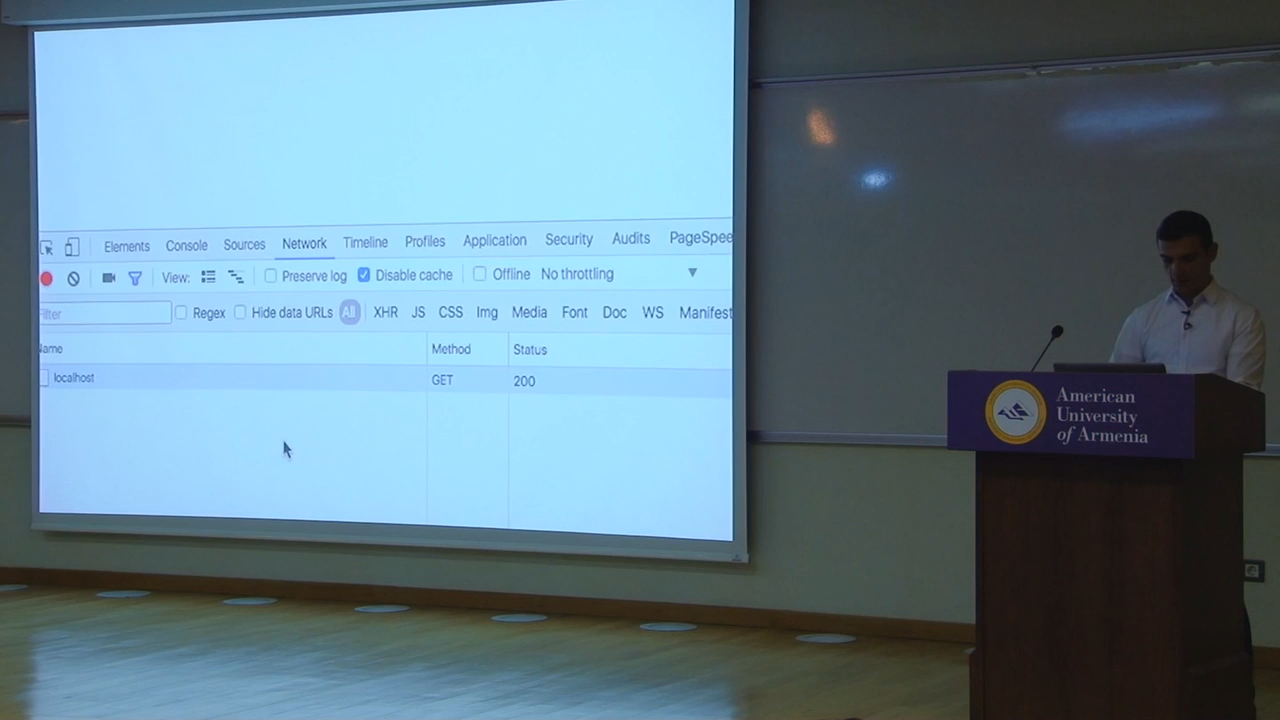 Elements Console Sources Network Timeline Profiles Application Security Audits PageSpee
View: Preserve log Disable cache Offline No throttling
Filter Regex Hide data URLs All XHR JS CSS Img Media Font Doc WS Manifest
Name Method Status
localhost GET 200
American
University
of Armenia